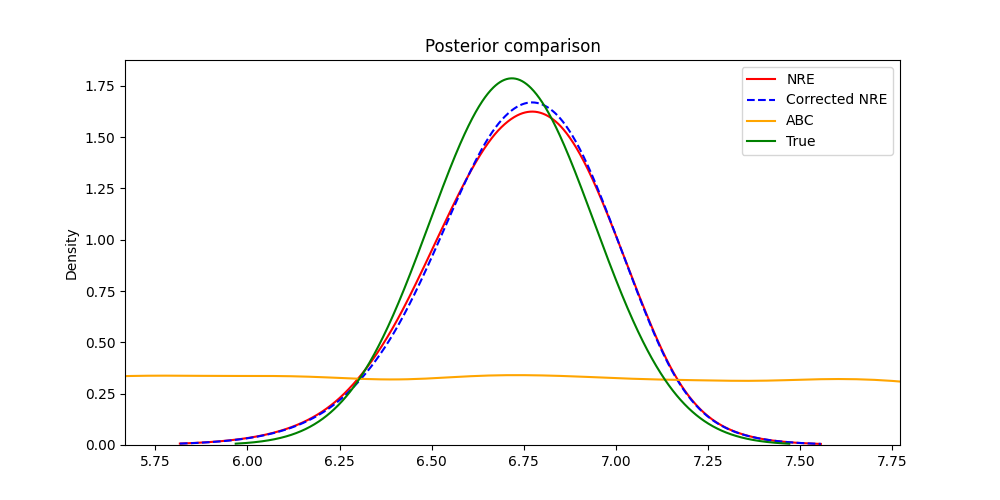 Posterior comparison
NRE
Corrected NRE
ABC
True
Density
1.75
1.50
1.25
1.00
0.75
0.50
0.25
0.00
5.75 6.00 6.25 6.50 6.75 7.00 7.25 7.50 7.75